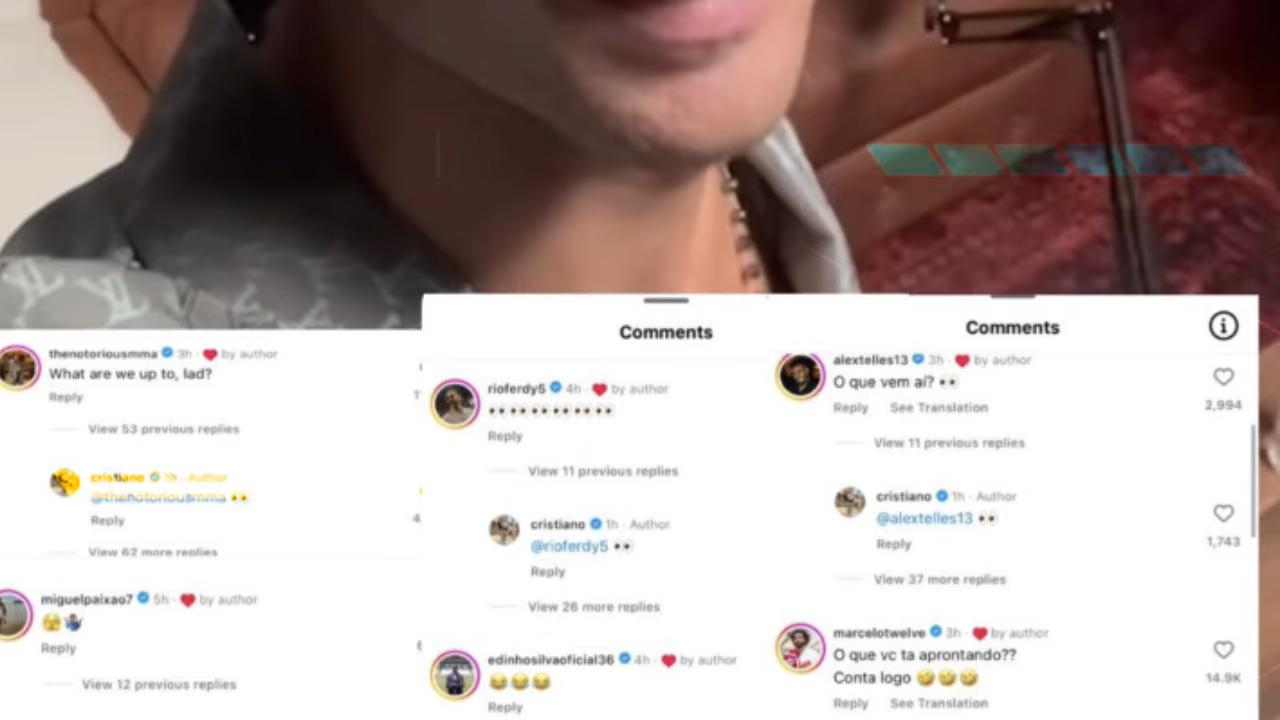 thenotoriousmma 3h · ❤️ by author
What are we up to, lad?
Reply
View 53 previous replies
cristiano 1h · Author
@thenotoriousmma 👀
Reply
View 62 more replies
miguelpaixao7 5h · ❤️ by author
🫣🤷🏽‍♂️
Reply
View 12 previous replies
Comments
rioferdy5 4h · ❤️ by author
👀👀👀👀👀👀
Reply
View 11 previous replies
cristiano 1h · Author
@rioferdy5 👀
Reply
View 26 more replies
edinhosilvaoficial36 4h · ❤️ by author
😂😂😂
Reply
Comments
alextelles13 3h · ❤️ by author
O que vem aí? 👀
2,994
Reply See Translation
View 11 previous replies
cristiano 1h · Author
@alextelles13 👀
1,743
Reply
View 37 more replies
marcelotwelve 3h · ❤️ by author
O que vc ta aprontando??
Conta logo 🤣🤣🤣
14.9K
Reply See Translation